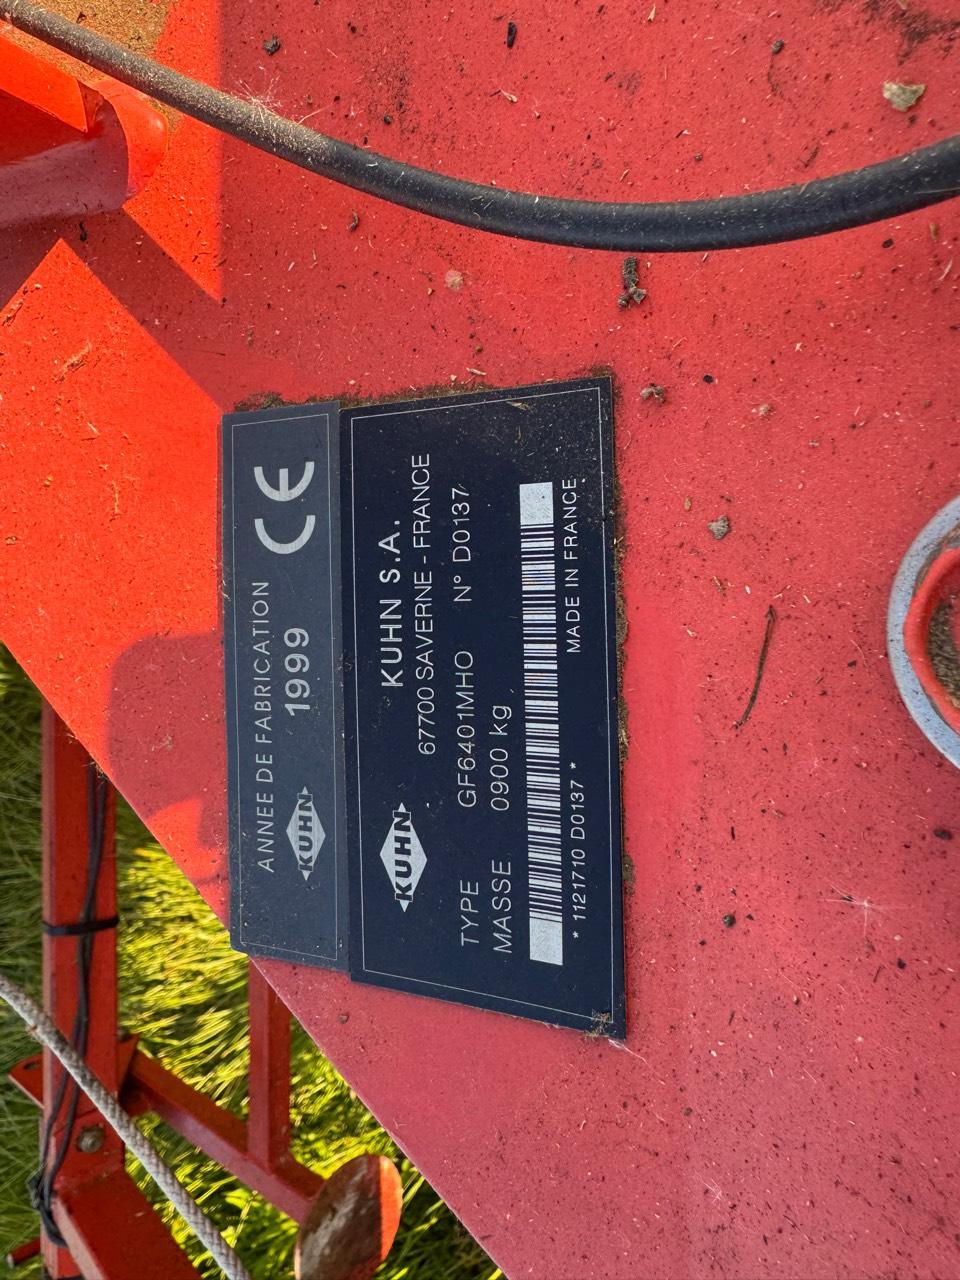 ANNEE DE FABRICATION
KUHN 1999 CE
KUHN KUHN S.A.
67700 SAVERNE - FRANCE
TYPE GF6401MHO N° D0137
MASSE 0900 kg
* 1121710 D0137 * MADE IN FRANCE